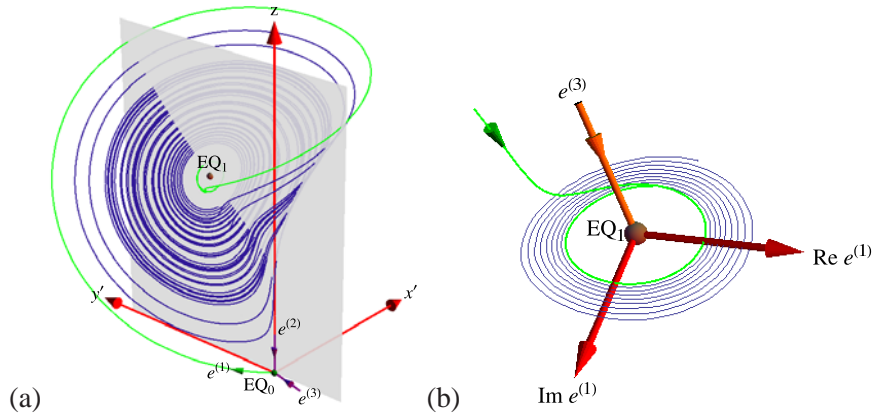 z
EQ₁
y′
x′
e⁽²⁾
e⁽¹⁾
EQ₀
e⁽³⁾
(a)
e⁽³⁾
EQ₁
Re e⁽¹⁾
Im e⁽¹⁾
(b)